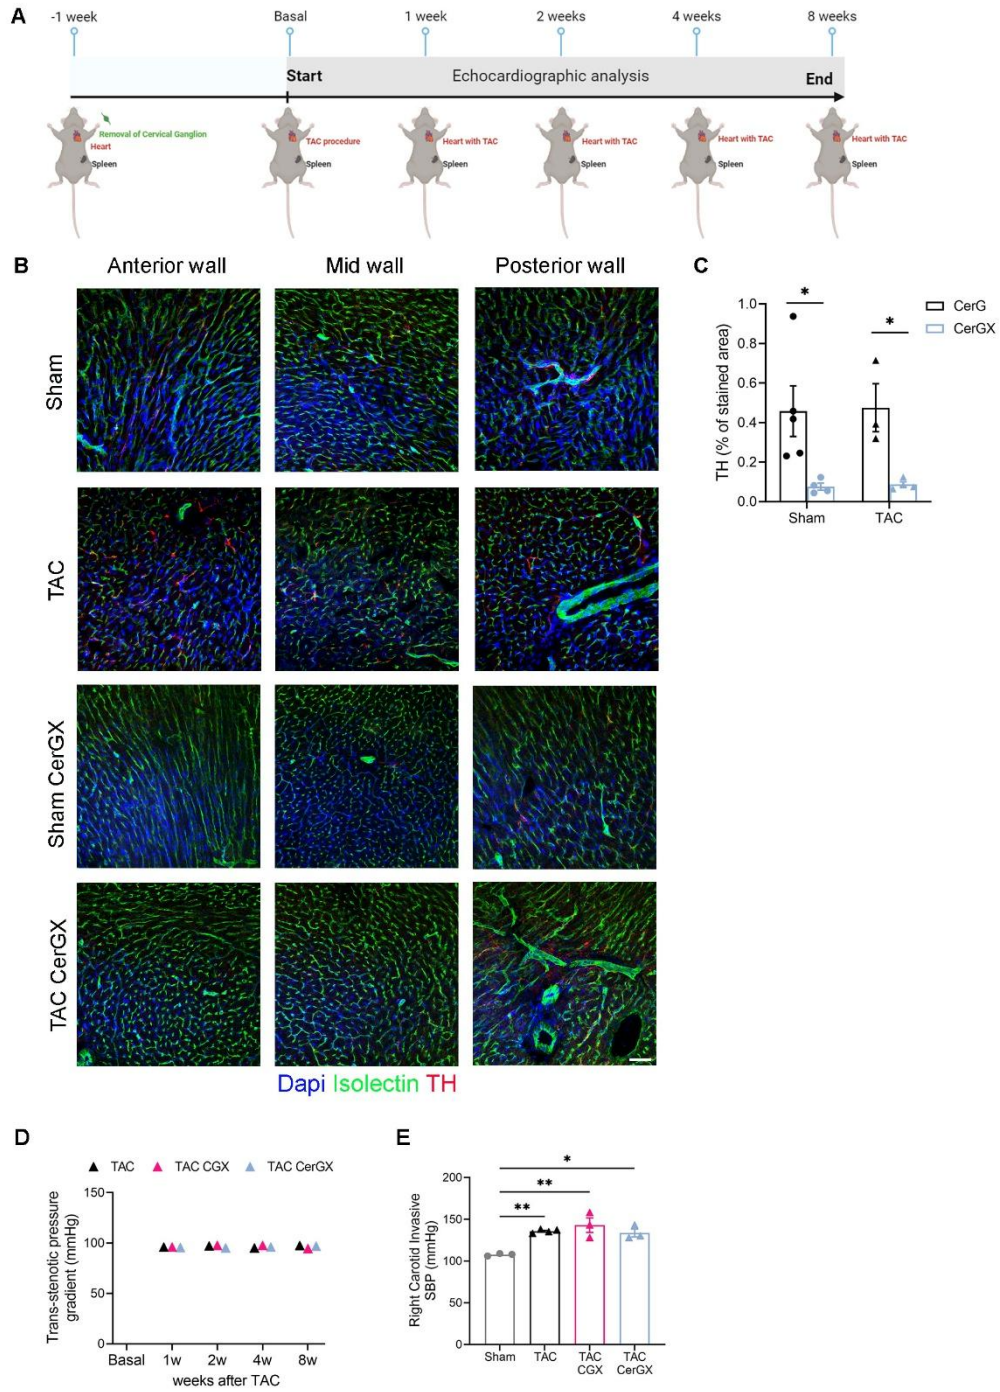 A
-1 week Basal 1 week 2 weeks 4 weeks 8 weeks
Start Echocardiographic analysis End
Removal of Cervical Ganglion
Heart TAC procedure Heart with TAC Heart with TAC Heart with TAC Heart with TAC
Spleen Spleen Spleen Spleen Spleen Spleen
B
Anterior wall Mid wall Posterior wall
Sham
TAC
Sham CerGX
TAC CerGX
Dapi Isolectin TH
C
TH (% of stained area)
1.0
0.8
0.6
0.4
0.2
0.0
* *
CerG
CerGX
Sham TAC
D
TAC TAC CGX TAC CerGX
Trans-stenotic pressure
gradient (mmHg)
150
100
50
0
Basal 1w 2w 4w 8w
weeks after TAC
E
Right Carotid Invasive
SBP (mmHg)
200
150
100
50
0
*
**
**
Sham TAC TAC TAC
CGX CerGX